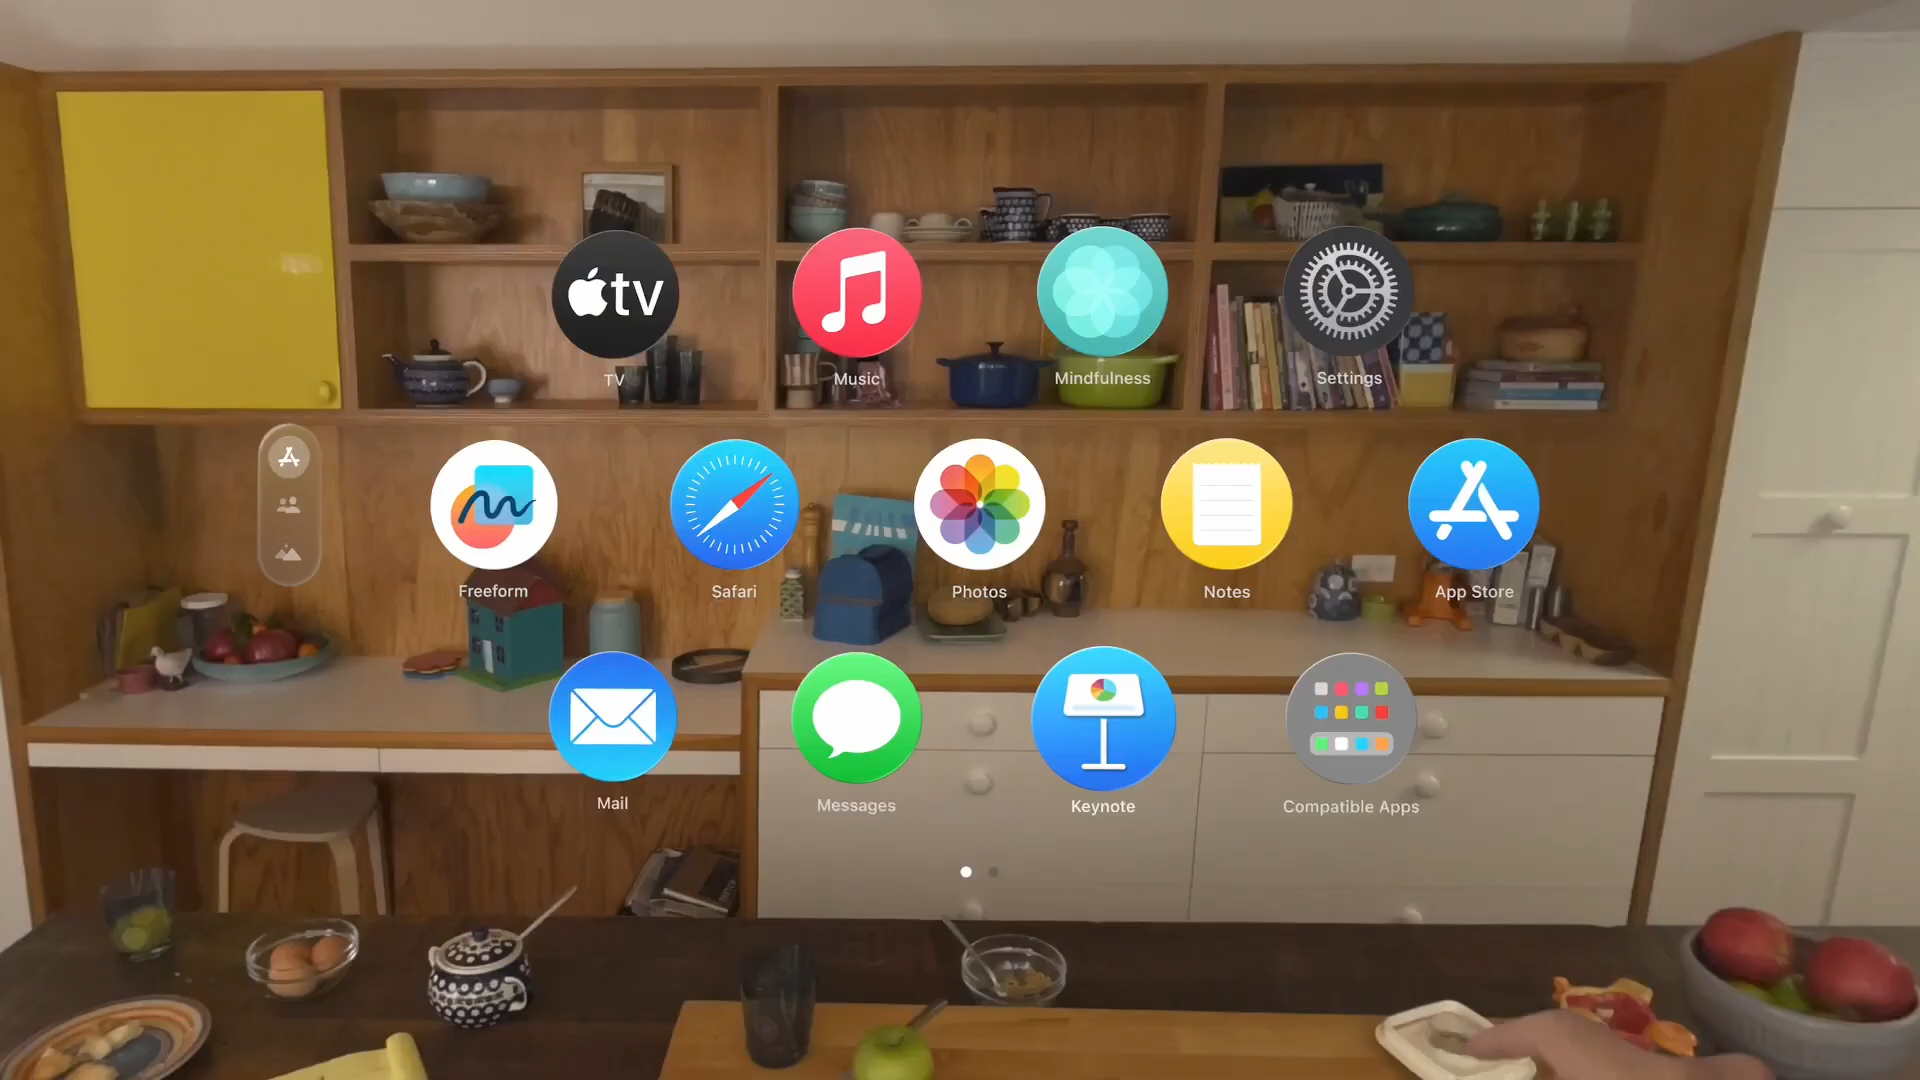 tv
TV
Music
Mindfulness
Settings
Freeform
Safari
Photos
Notes
App Store
Mail
Messages
Keynote
Compatible Apps